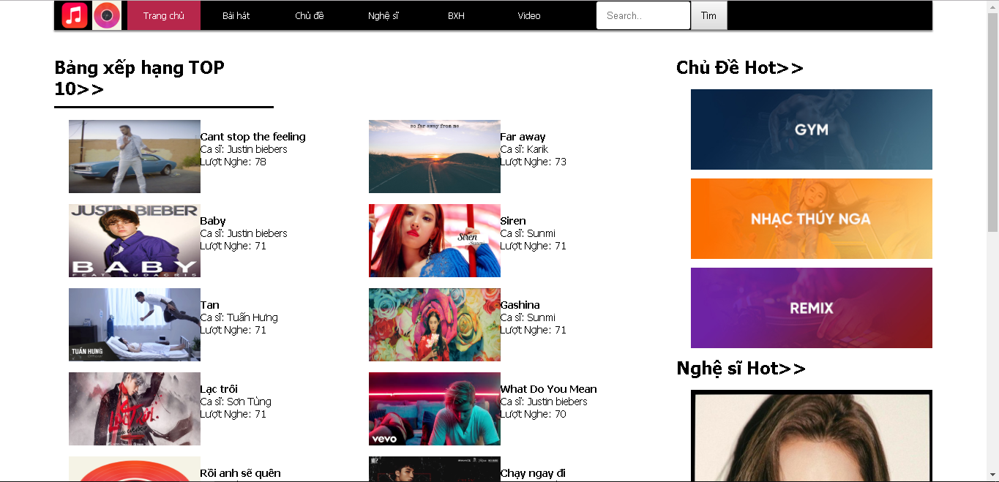 Trang chủ
Bài hát
Chủ đề
Nghệ sĩ
BXH
Video
Search..
Tìm
Bảng xếp hạng TOP
10>>
Cant stop the feeling
Ca sĩ: Justin biebers
Lượt Nghe: 78
so far away from me
Far away
Ca sĩ: Karik
Lượt Nghe: 73
JUSTIN BIEBER
BABY
FEAT. LUDACRIS
Baby
Ca sĩ: Justin biebers
Lượt Nghe: 71
Siren
Sunmi
Siren
Ca sĩ: Sunmi
Lượt Nghe: 71
TUẤN HƯNG
Official
Tan
Ca sĩ: Tuấn Hưng
Lượt Nghe: 71
Gashina
Ca sĩ: Sunmi
Lượt Nghe: 71
Lạc trôi
Ca sĩ: Sơn Tùng
Lượt Nghe: 71
vevo
What Do You Mean
Ca sĩ: Justin biebers
Lượt Nghe: 70
Rồi anh sẽ quên
Chạy ngay đi
Chủ Đề Hot>>
GYM
NHẠC THÚY NGA
REMIX
Nghệ sĩ Hot>>